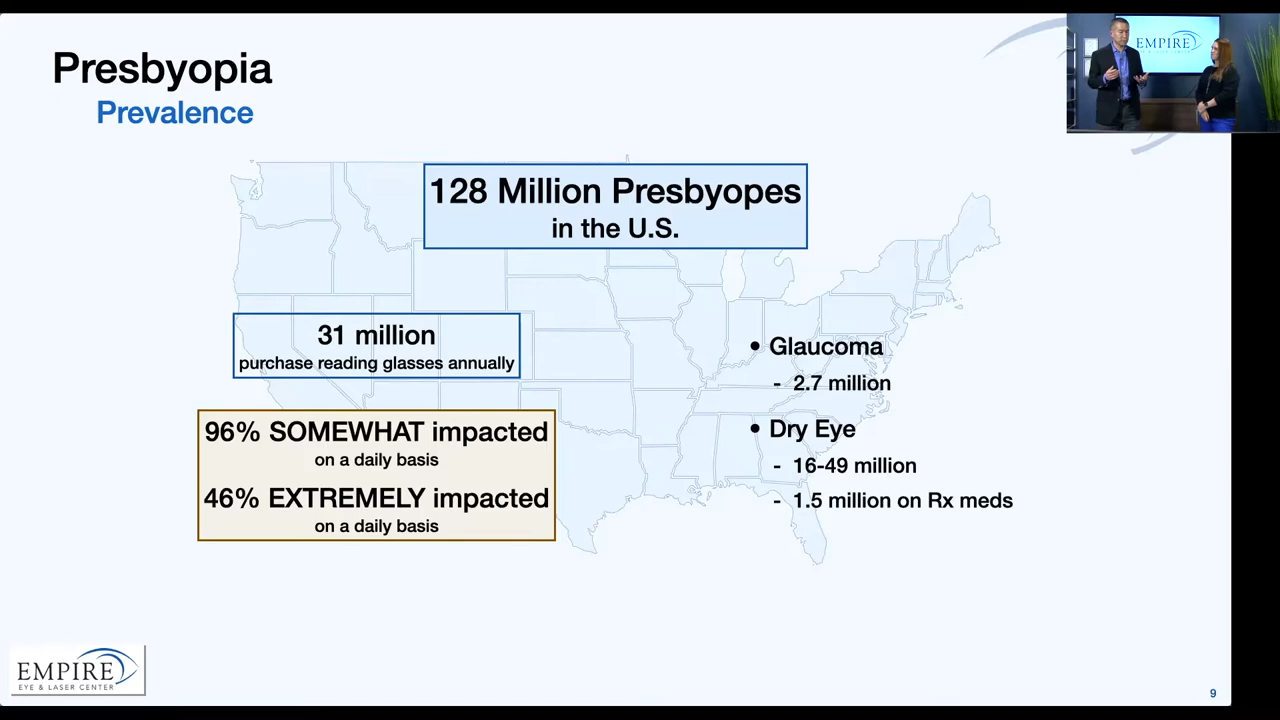 Presbyopia
Prevalence
EMPIRE
128 Million Presbyopes
in the U.S.
31 million
purchase reading glasses annually
96% SOMEWHAT impacted
on a daily basis
46% EXTREMELY impacted
on a daily basis
• Glaucoma
- 2.7 million
• Dry Eye
- 16-49 million
- 1.5 million on Rx meds
EMPIRE
EYE & LASER CENTER
9